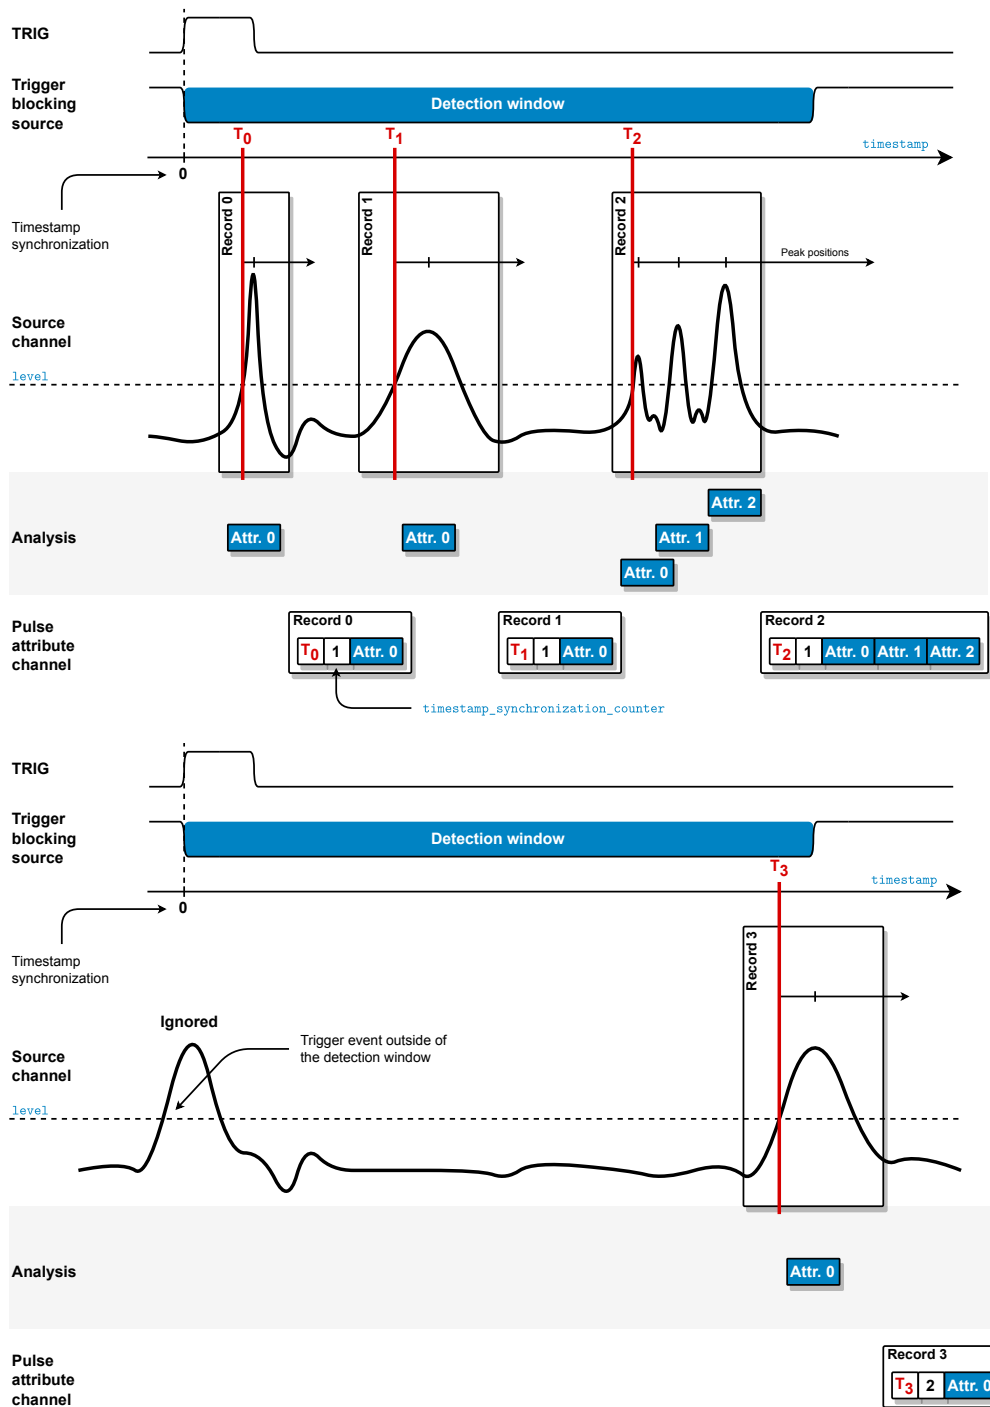 TRIG
Trigger
blocking
source
Detection window
T0
T1
T2
timestamp
0
Timestamp
synchronization
Record 0
Record 1
Record 2
Peak positions
Source
channel
level
Analysis
Attr. 0
Attr. 0
Attr. 2
Attr. 1
Attr. 0
Pulse
attribute
channel
Record 0
T0 1 Attr. 0
Record 1
T1 1 Attr. 0
Record 2
T2 1 Attr. 0 Attr. 1 Attr. 2
timestamp_synchronization_counter
TRIG
Trigger
blocking
source
Detection window
T3
timestamp
0
Timestamp
synchronization
Record 3
Ignored
Trigger event outside of
the detection window
Source
channel
level
Analysis
Attr. 0
Pulse
attribute
channel
Record 3
T3 2 Attr. 0